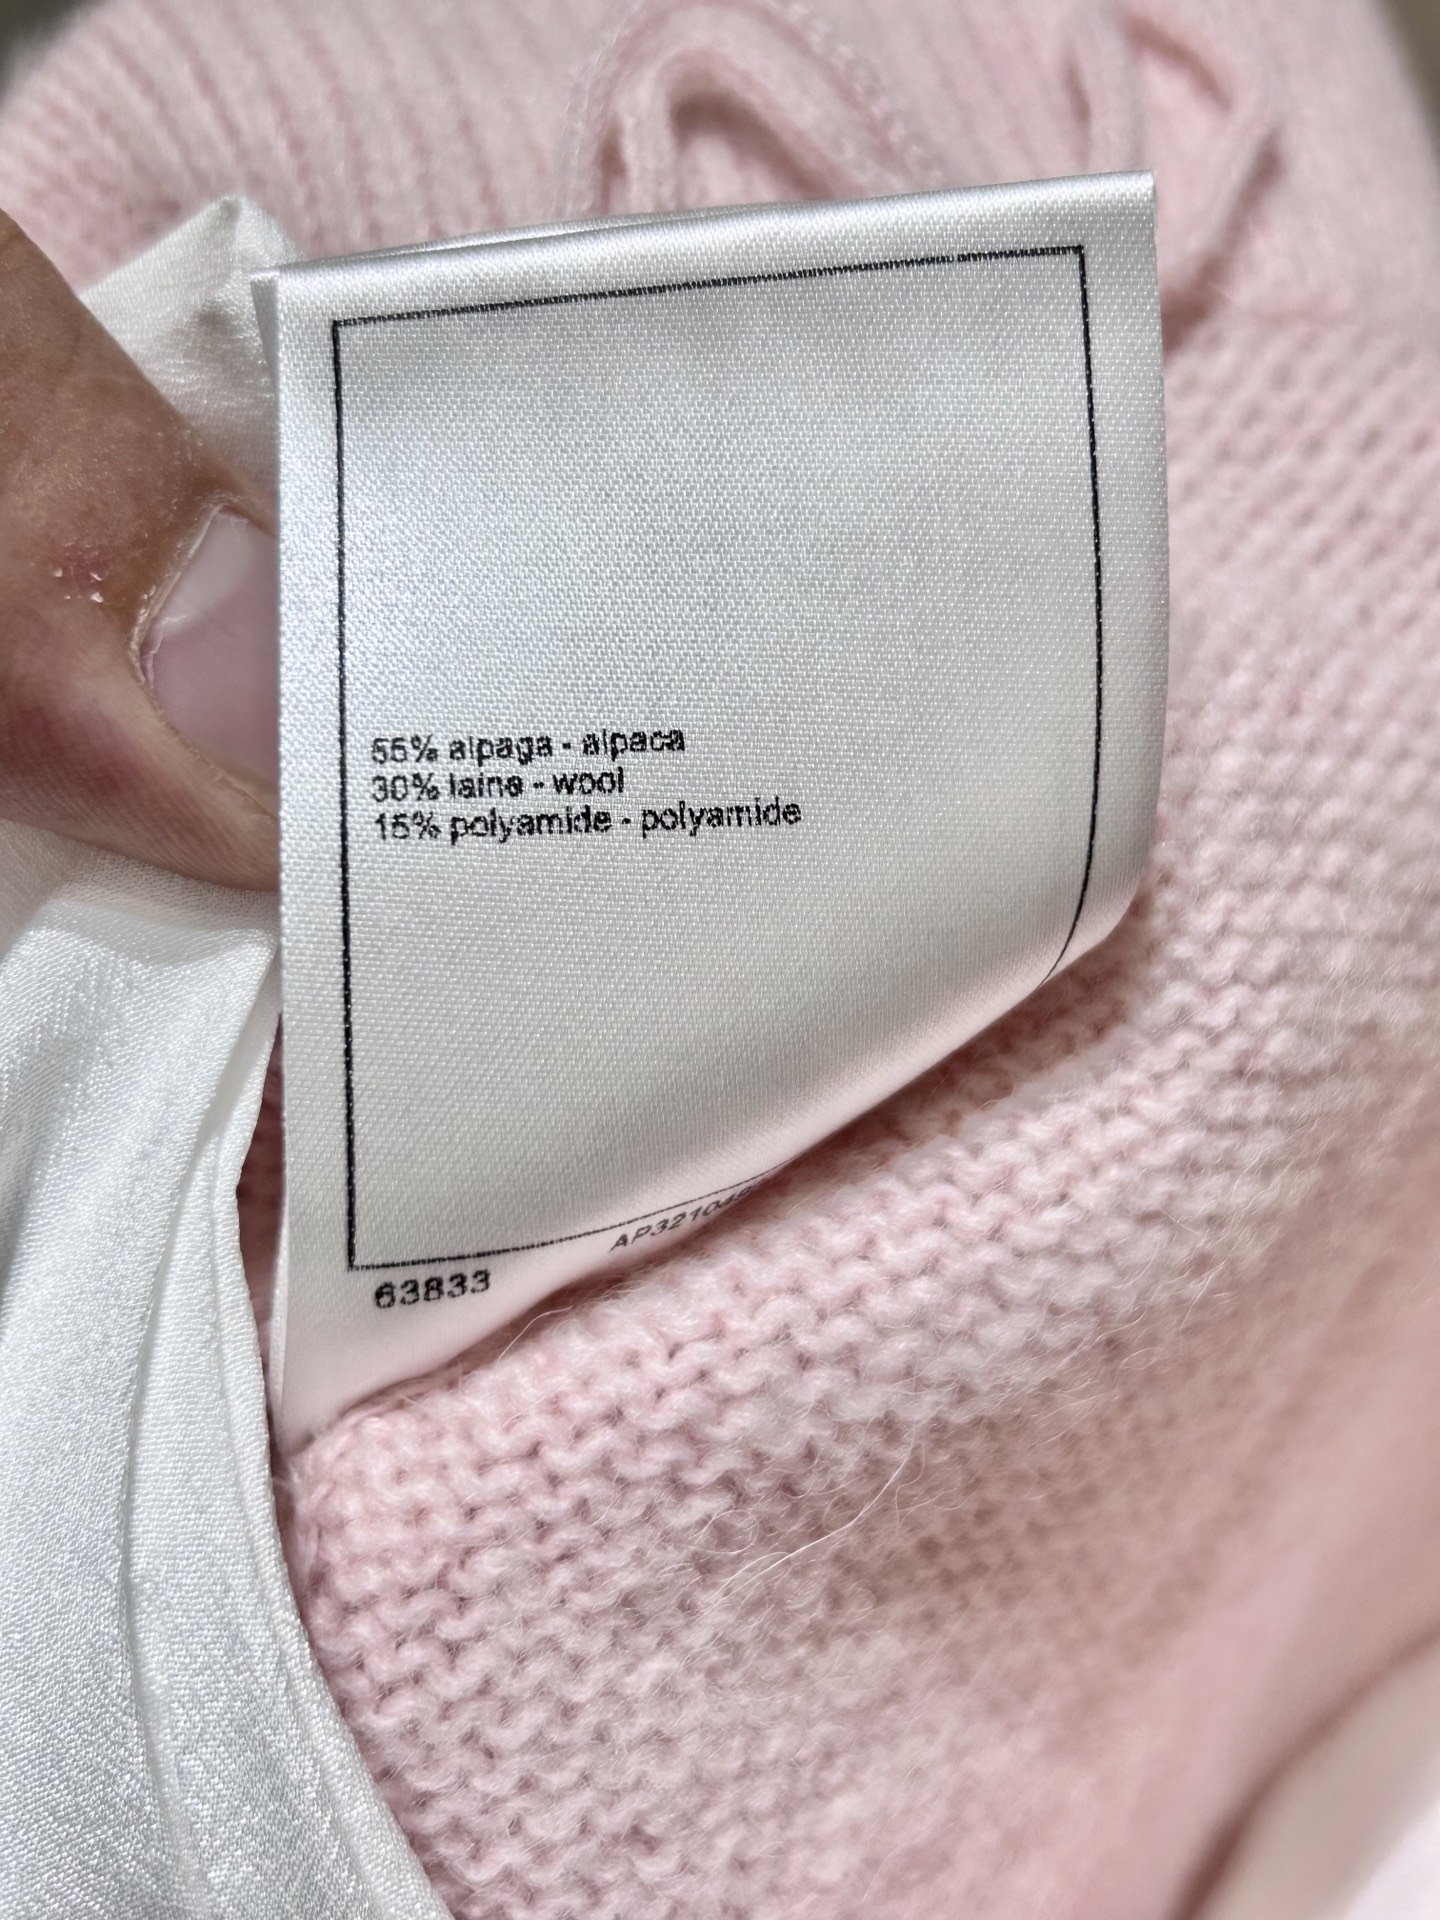 55% alpaga - alpaca
30% laine - wool
15% polyamide - polyamide
63833